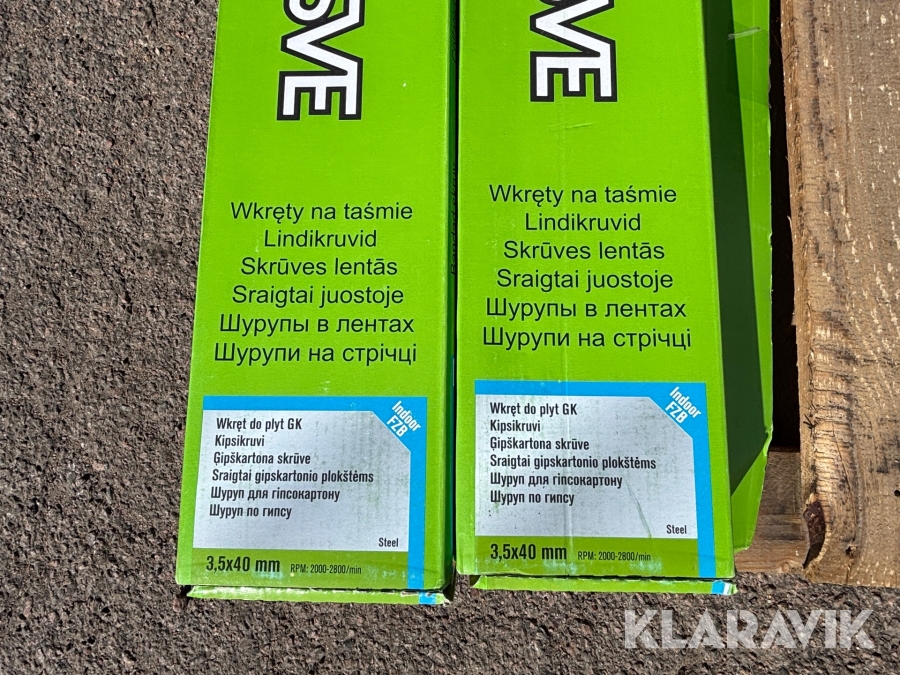 SVE
Wkręty na taśmie
Lindikruvid
Skrūves lentās
Sraigtai juostoje
Шурупы в лентах
Шурупи на стрічці
Indoor
FZB
Wkręt do płyt GK
Kipsikruvi
Ģipškartona skrūve
Sraigtai gipskartonio plokštėms
Шуруп для гіпсокартону
Шуруп по гипсу
Steel
3,5x40 mm RPM: 2000-2800/min
SVE
Wkręty na taśmie
Lindikruvid
Skrūves lentās
Sraigtai juostoje
Шурупы в лентах
Шурупи на стрічці
Indoor
FZB
Wkręt do płyt GK
Kipsikruvi
Ģipškartona skrūve
Sraigtai gipskartonio plokštėms
Шуруп для гіпсокартону
Шуруп по гипсу
Steel
3,5x40 mm RPM: 2000-2800/min
KLARAVIK